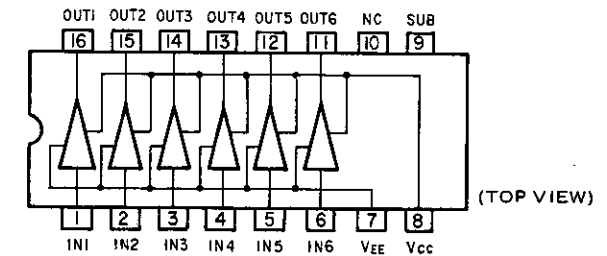 OUT1 OUT2 OUT3 OUT4 OUT5 OUT6 NC SUB
16 15 14 13 12 11 10 9
(TOP VIEW)
1 2 3 4 5 6 7 8
IN1 IN2 IN3 IN4 IN5 IN6 VEE VCC